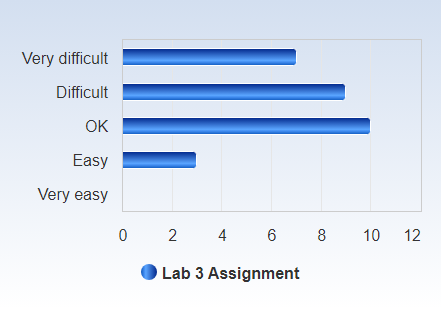 Very difficult
Difficult
OK
Easy
Very easy
0 2 4 6 8 10 12
Lab 3 Assignment